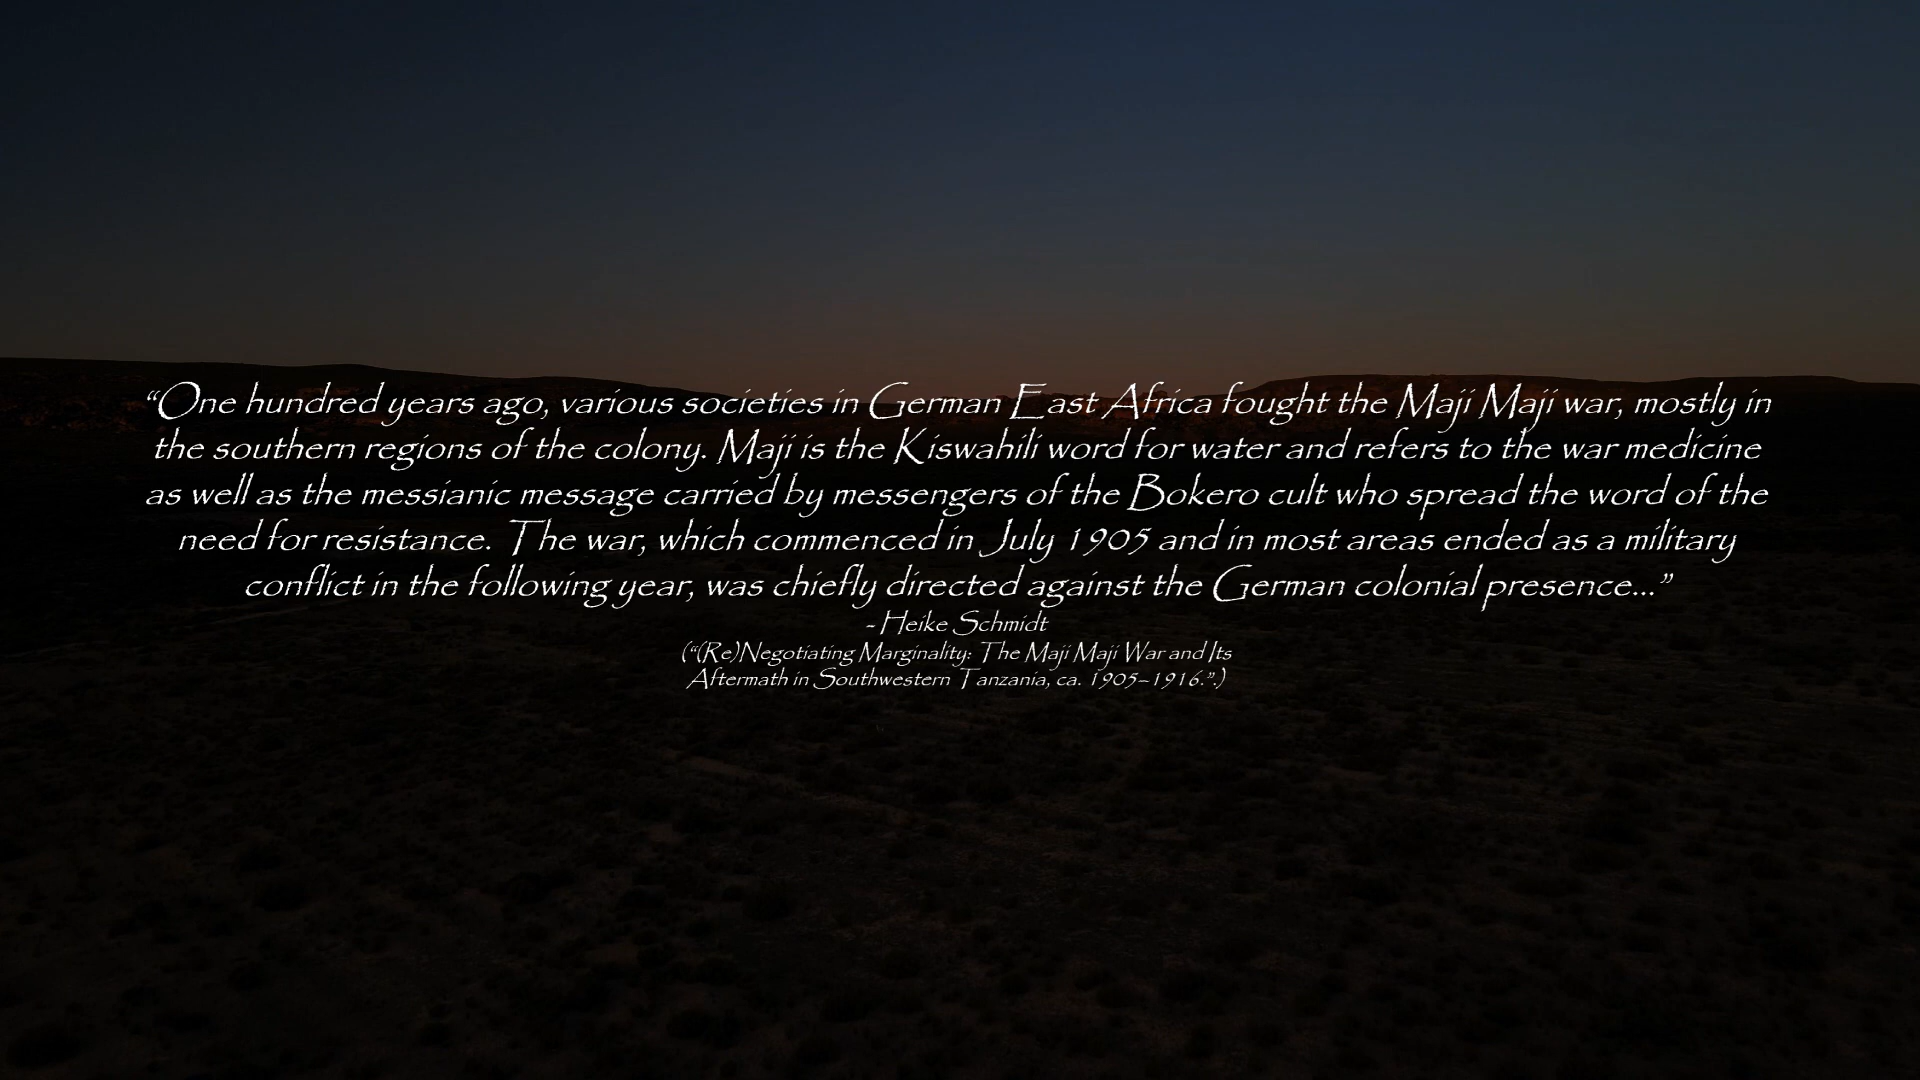 “One hundred years ago, various societies in German East Africa fought the Maji Maji war, mostly in
the southern regions of the colony. Maji is the Kiswahili word for water and refers to the war medicine
as well as the messianic message carried by messengers of the Bokero cult who spread the word of the
need for resistance. The war, which commenced in July 1905 and in most areas ended as a military
conflict in the following year, was chiefly directed against the German colonial presence...”
- Heike Schmidt
(“(Re)Negotiating Marginality: The Maji Maji War and Its
Aftermath in Southwestern Tanzania, ca. 1905–1916.”.)